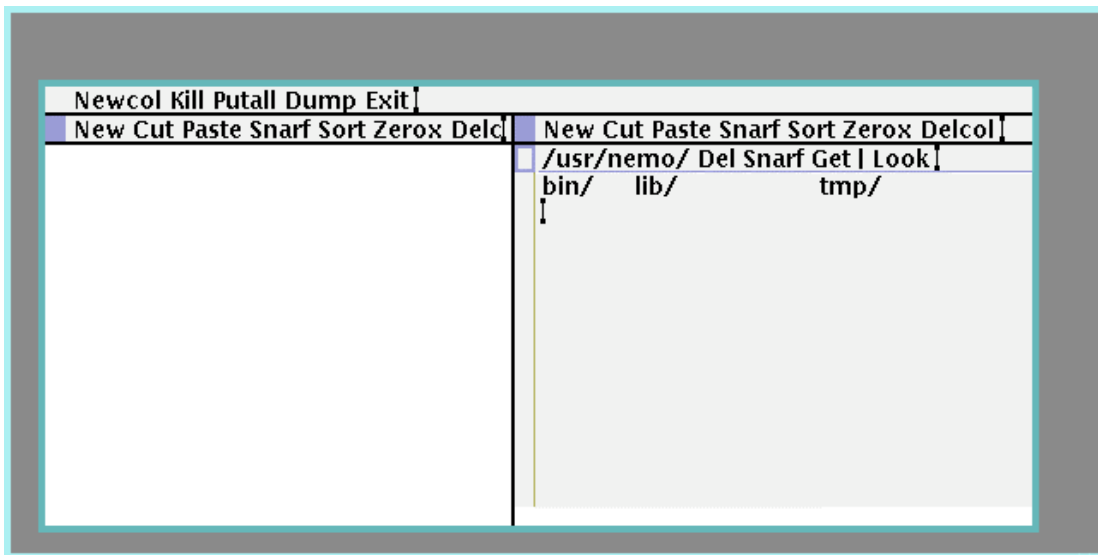 Newcol Kill Putall Dump Exit
New Cut Paste Snarf Sort Zerox Delc
New Cut Paste Snarf Sort Zerox Delcol
/usr/nemo/ Del Snarf Get | Look
bin/ lib/ tmp/